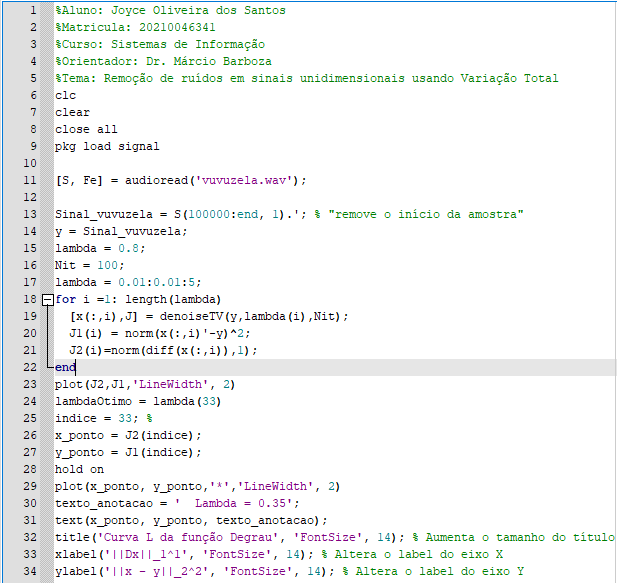 1 %Aluno: Joyce Oliveira dos Santos
2 %Matricula: 20210046341
3 %Curso: Sistemas de Informação
4 %Orientador: Dr. Márcio Barboza
5 %Tema: Remoção de ruídos em sinais unidimensionais usando Variação Total
6 clc
7 clear
8 close all
9 pkg load signal
10
11 [S, Fe] = audioread('vuvuzela.wav');
12
13 Sinal_vuvuzela = S(100000:end, 1).'; % "remove o início da amostra"
14 y = Sinal_vuvuzela;
15 lambda = 0.8;
16 Nit = 100;
17 lambda = 0.01:0.01:5;
18 for i =1: length(lambda)
19 [x(:,i),J] = denoiseTV(y,lambda(i),Nit);
20 J1(i) = norm(x(:,i)'-y)^2;
21 J2(i)=norm(diff(x(:,i)),1);
22 end
23 plot(J2,J1,'LineWidth', 2)
24 lambdaOtimo = lambda(33)
25 indice = 33; %
26 x_ponto = J2(indice);
27 y_ponto = J1(indice);
28 hold on
29 plot(x_ponto, y_ponto,'*','LineWidth', 2)
30 texto_anotacao = '  Lambda = 0.35';
31 text(x_ponto, y_ponto, texto_anotacao);
32 title('Curva L da função Degrau', 'FontSize', 14); % Aumenta o tamanho do título
33 xlabel('||Dx||_1^1', 'FontSize', 14); % Altera o label do eixo X
34 ylabel('||x - y||_2^2', 'FontSize', 14); % Altera o label do eixo Y